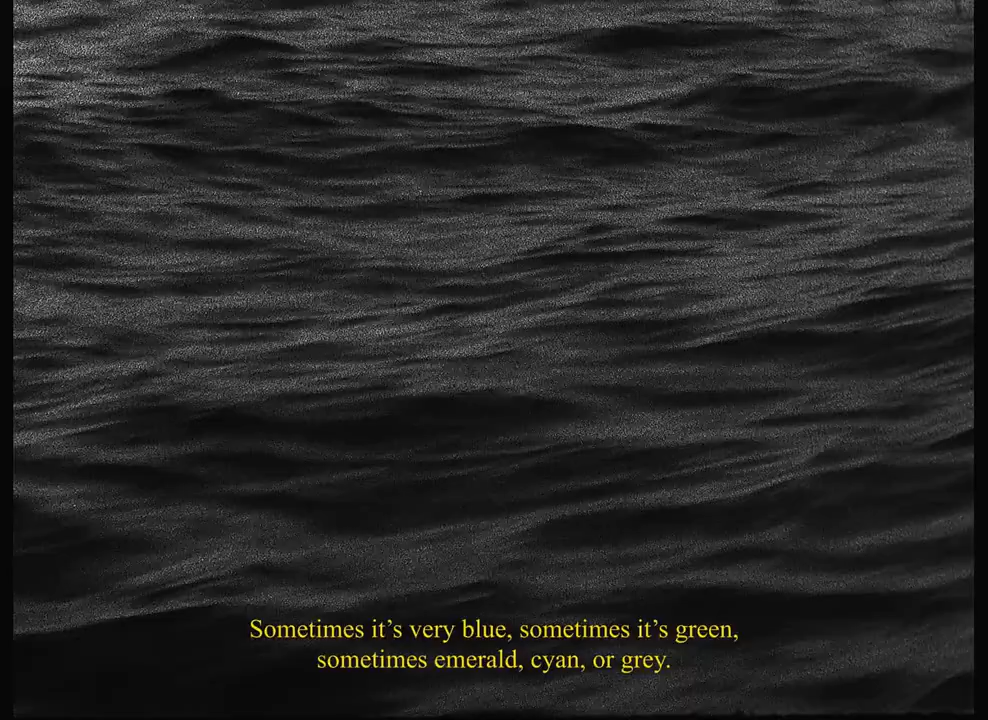 Sometimes it’s very blue, sometimes it’s green,
sometimes emerald, cyan, or grey.